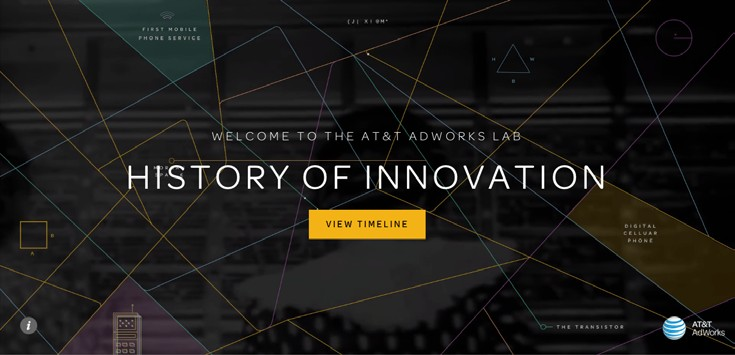 FIRST MOBILE
PHONE SERVICE
WELCOME TO THE AT&T ADWORKS LAB
HISTORY OF INNOVATION
VIEW TIMELINE
DIGITAL
CELLUAR
PHONE
THE TRANSISTOR
i
AT&T
AdWorks
H
B
B
A